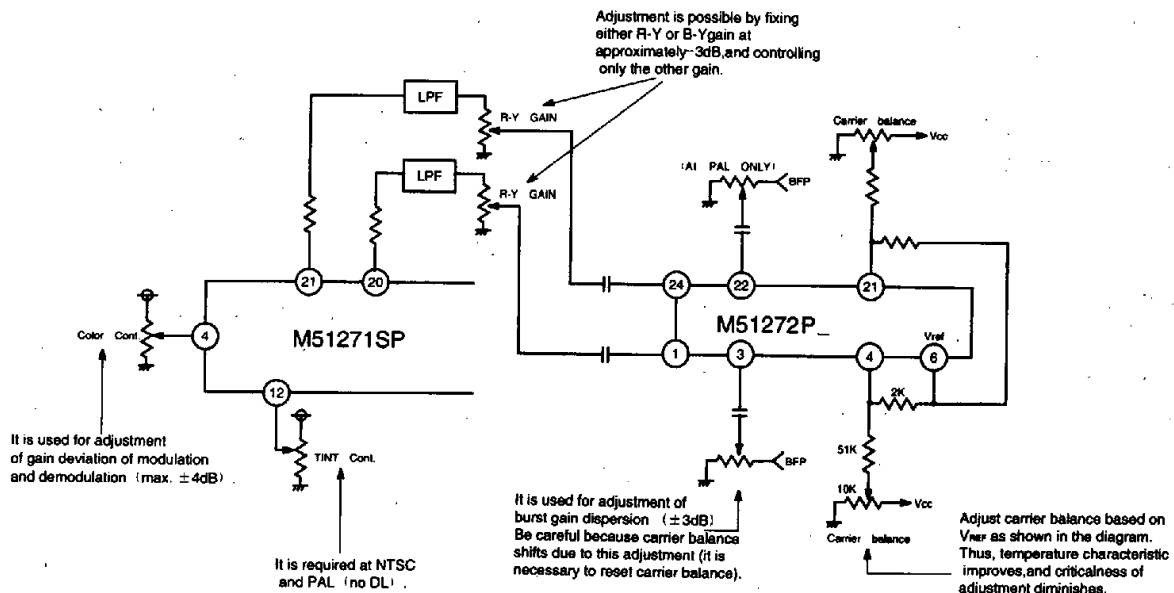 Adjustment is possible by fixing
either R-Y or B-Ygain at
approximately-3dB,and controlling
only the other gain.
LPF
R-Y GAIN
LPF
R-Y GAIN
Carrier balance
Vcc
(AI PAL ONLY)
BFP
21
20
24
22
21
4
M51271SP
Color Cont.
M51272P
Vref
1
3
4
6
12
2K
It is used for adjustment
of gain deviation of modulation
and demodulation (max. ±4dB).
TINT Cont.
51K
BFP
10K
Vcc
Carrier balance
It is required at NTSC
and PAL (no DL).
It is used for adjustment of
burst gain dispersion (±3dB)
Be careful because carrier balance
shifts due to this adjustment (it is
necessary to reset carrier balance).
Adjust carrier balance based on
VREF as shown in the diagram.
Thus, temperature characteristic
improves,and criticalness of
adjustment diminishes.